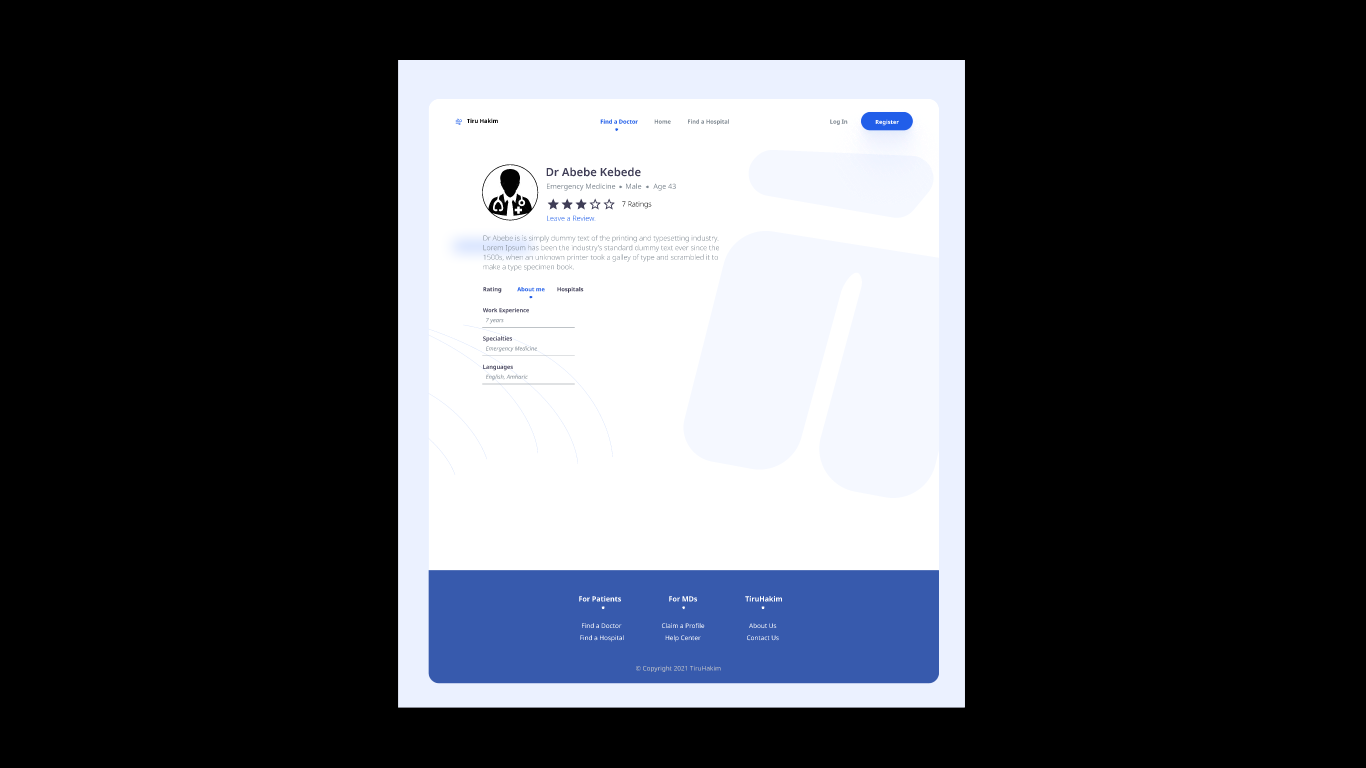 Tiru Hakim
Find a Doctor Home Find a Hospital
Log In Register
Dr Abebe Kebede
Emergency Medicine • Male • Age 43
7 Ratings
Leave a Review
Dr Abebe is is simply dummy text of the printing and typesetting industry.
Lorem Ipsum has been the industry's standard dummy text ever since the
1500s, when an unknown printer took a galley of type and scrambled it to
make a type specimen book.
Rating About me Hospitals
Work Experience
7 years
Specialties
Emergency Medicine
Languages
English, Amharic
For Patients For MDs TiruHakim
Find a Doctor Claim a Profile About Us
Find a Hospital Help Center Contact Us
© Copyright 2021 TiruHakim